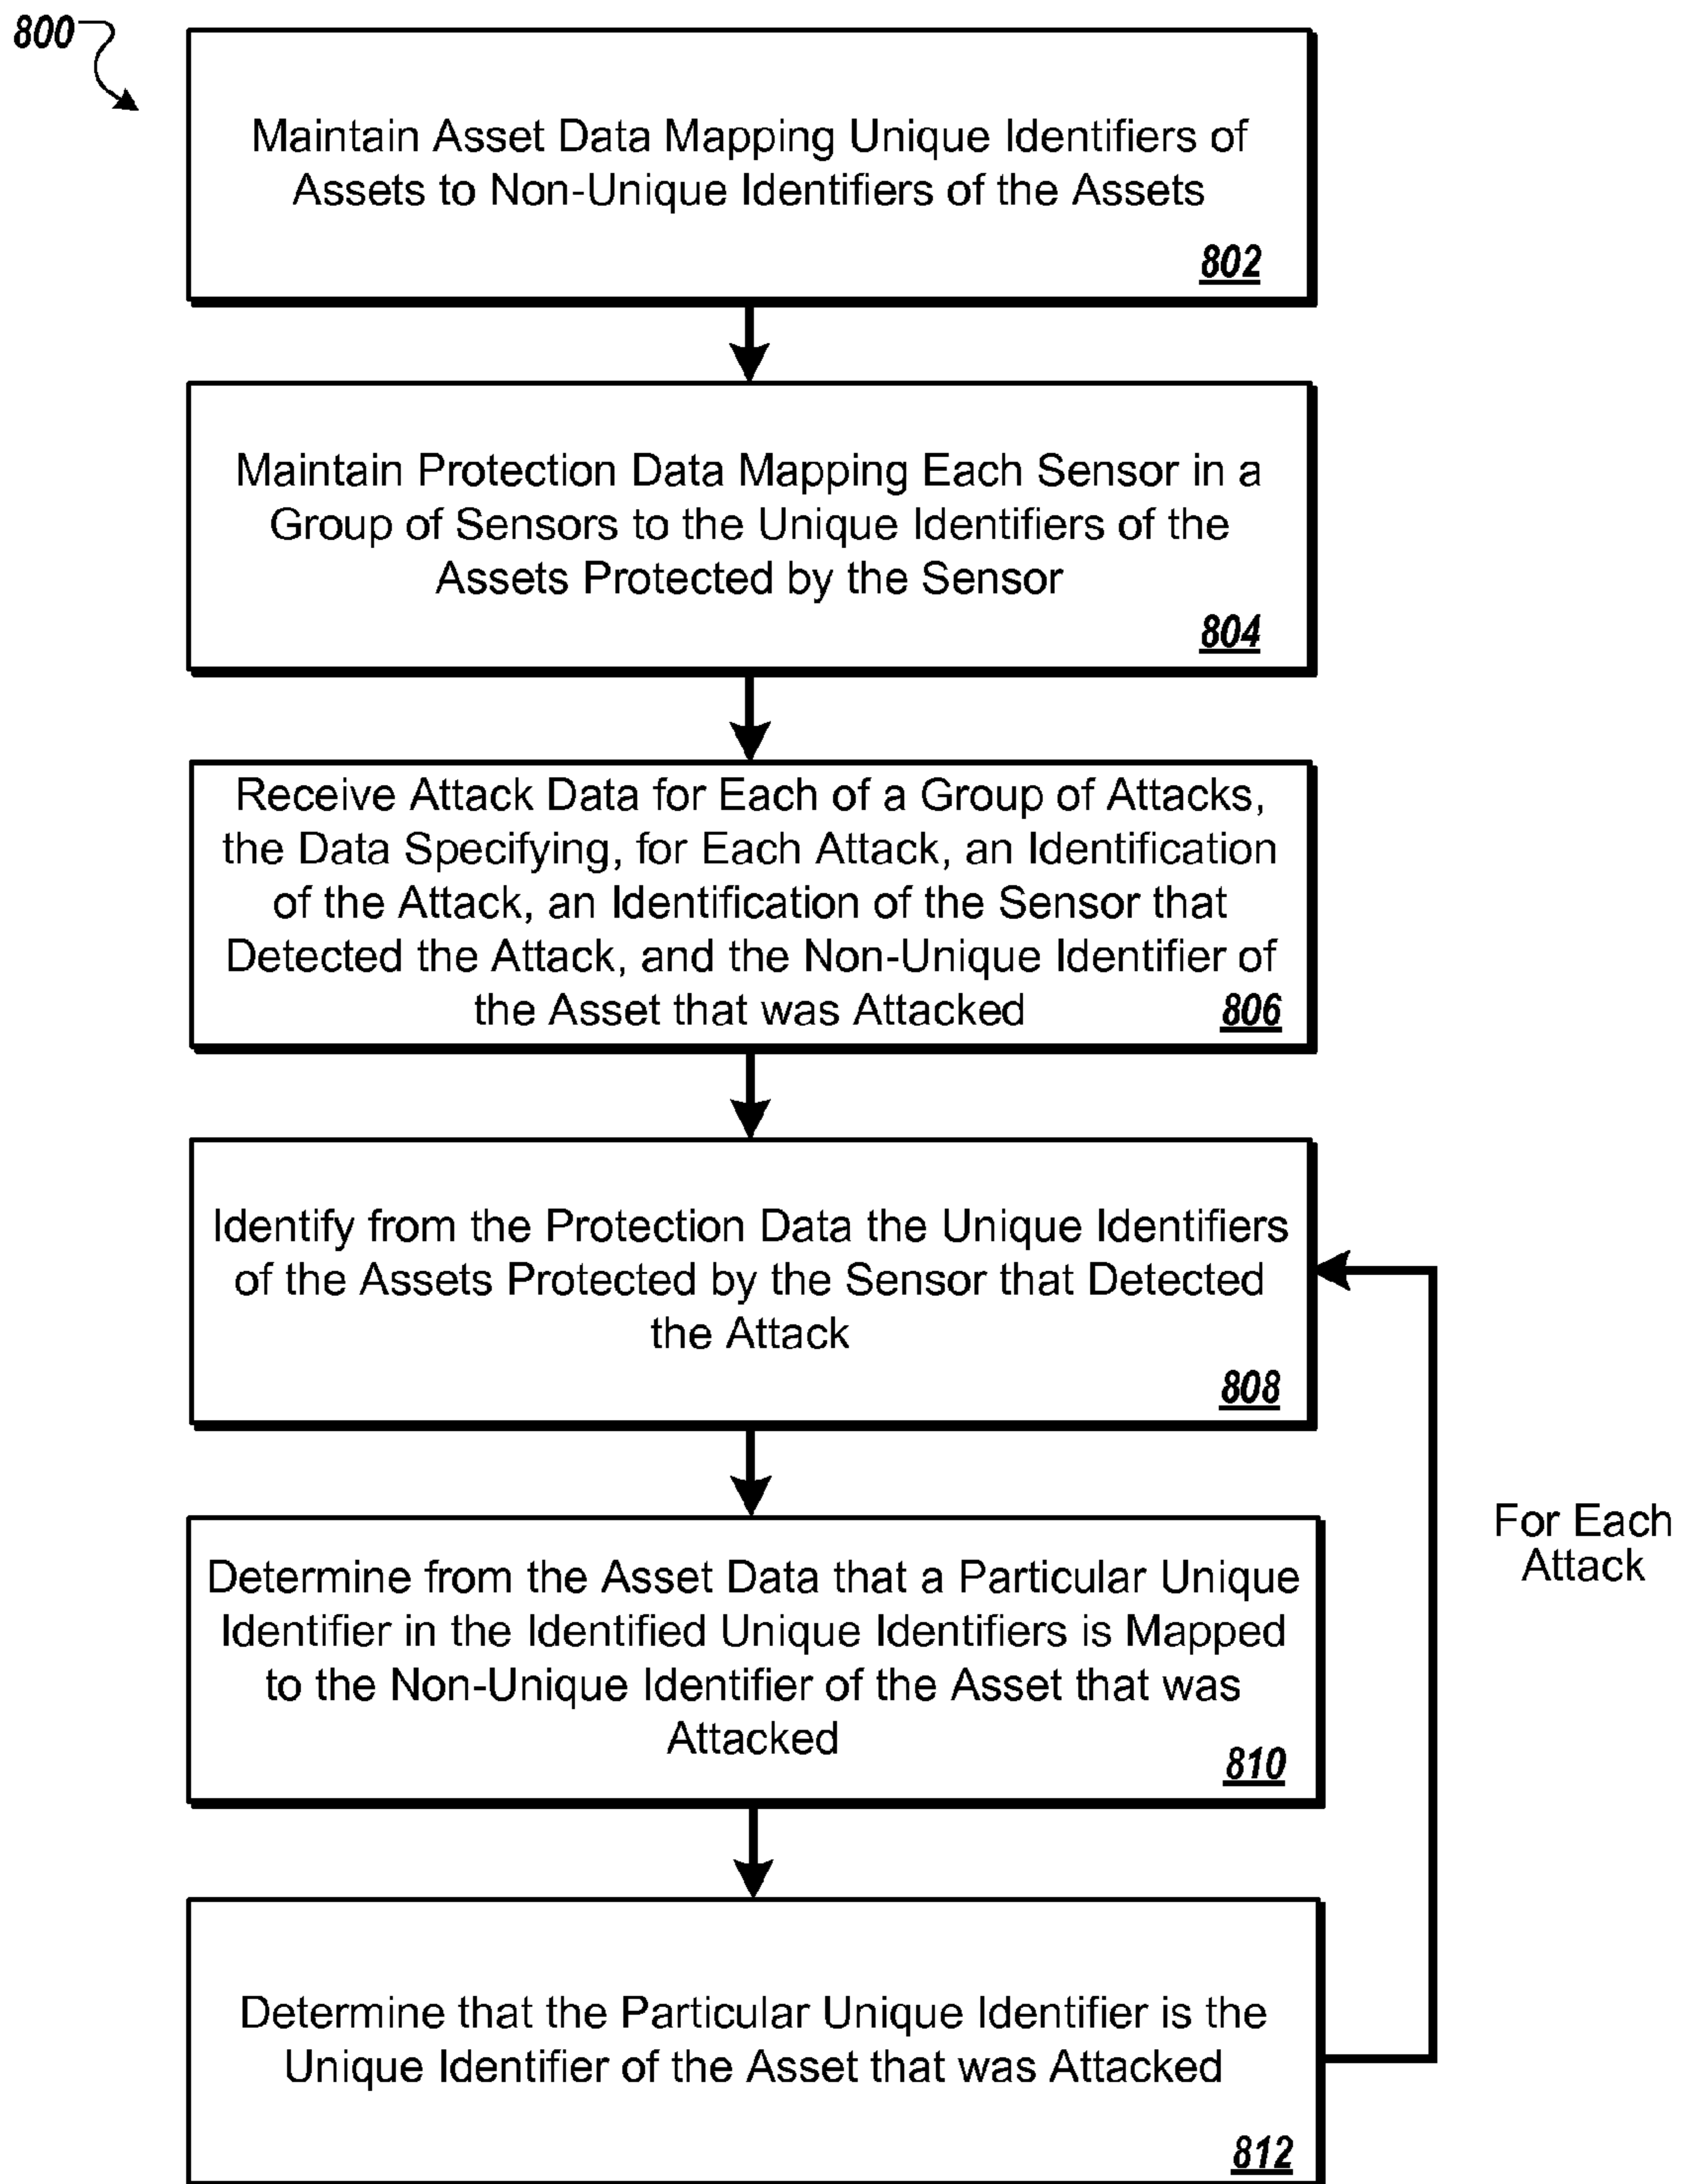 800
Maintain Asset Data Mapping Unique Identifiers of
Assets to Non-Unique Identifiers of the Assets
802
Maintain Protection Data Mapping Each Sensor in a
Group of Sensors to the Unique Identifiers of the
Assets Protected by the Sensor
804
Receive Attack Data for Each of a Group of Attacks,
the Data Specifying, for Each Attack, an Identification
of the Attack, an Identification of the Sensor that
Detected the Attack, and the Non-Unique Identifier of
the Asset that was Attacked
806
Identify from the Protection Data the Unique Identifiers
of the Assets Protected by the Sensor that Detected
the Attack
808
Determine from the Asset Data that a Particular Unique
Identifier in the Identified Unique Identifiers is Mapped
to the Non-Unique Identifier of the Asset that was
Attacked
810
For Each
Attack
Determine that the Particular Unique Identifier is the
Unique Identifier of the Asset that was Attacked
812